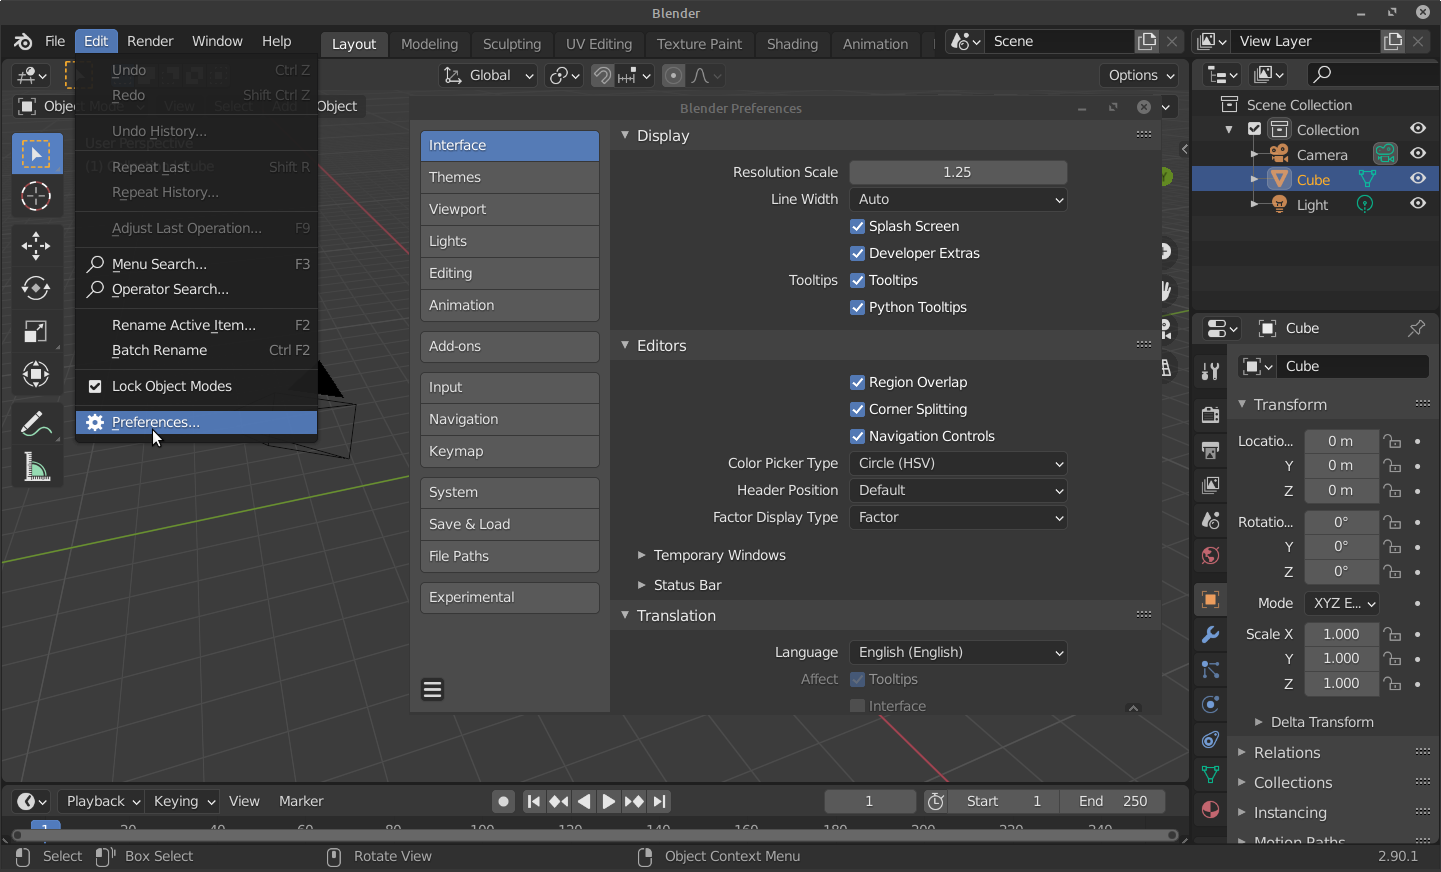 Blender
File Edit Render Window Help
Layout Modeling Sculpting UV Editing Texture Paint Shading Animation
Scene
View Layer
Global
Options
Object Mode View Select Add Object
User Perspective
Undo Ctrl Z
Redo Shift Ctrl Z
Undo History...
Repeat Last Shift R
Repeat History...
Adjust Last Operation... F9
Menu Search... F3
Operator Search...
Rename Active Item... F2
Batch Rename Ctrl F2
Lock Object Modes
Preferences...
Blender Preferences
Interface
Themes
Viewport
Lights
Editing
Animation
Add-ons
Input
Navigation
Keymap
System
Save & Load
File Paths
Experimental
Display
Resolution Scale 1.25
Line Width Auto
Splash Screen
Developer Extras
Tooltips Tooltips
Python Tooltips
Editors
Region Overlap
Corner Splitting
Navigation Controls
Color Picker Type Circle (HSV)
Header Position Default
Factor Display Type Factor
Temporary Windows
Status Bar
Translation
Language English (English)
Affect Tooltips
Interface
Y
Scene Collection
Collection
Camera
Cube
Light
Cube
Cube
Transform
Locatio... 0 m
Y 0 m
Z 0 m
Rotatio... 0°
Y 0°
Z 0°
Mode XYZ E...
Scale X 1.000
Y 1.000
Z 1.000
Delta Transform
Relations
Collections
Instancing
Motion Paths
Playback Keying View Marker
1 Start 1 End 250
1 20 40 60 80 100 120 140 160 180 200 220 240
Select Box Select Rotate View Object Context Menu 2.90.1